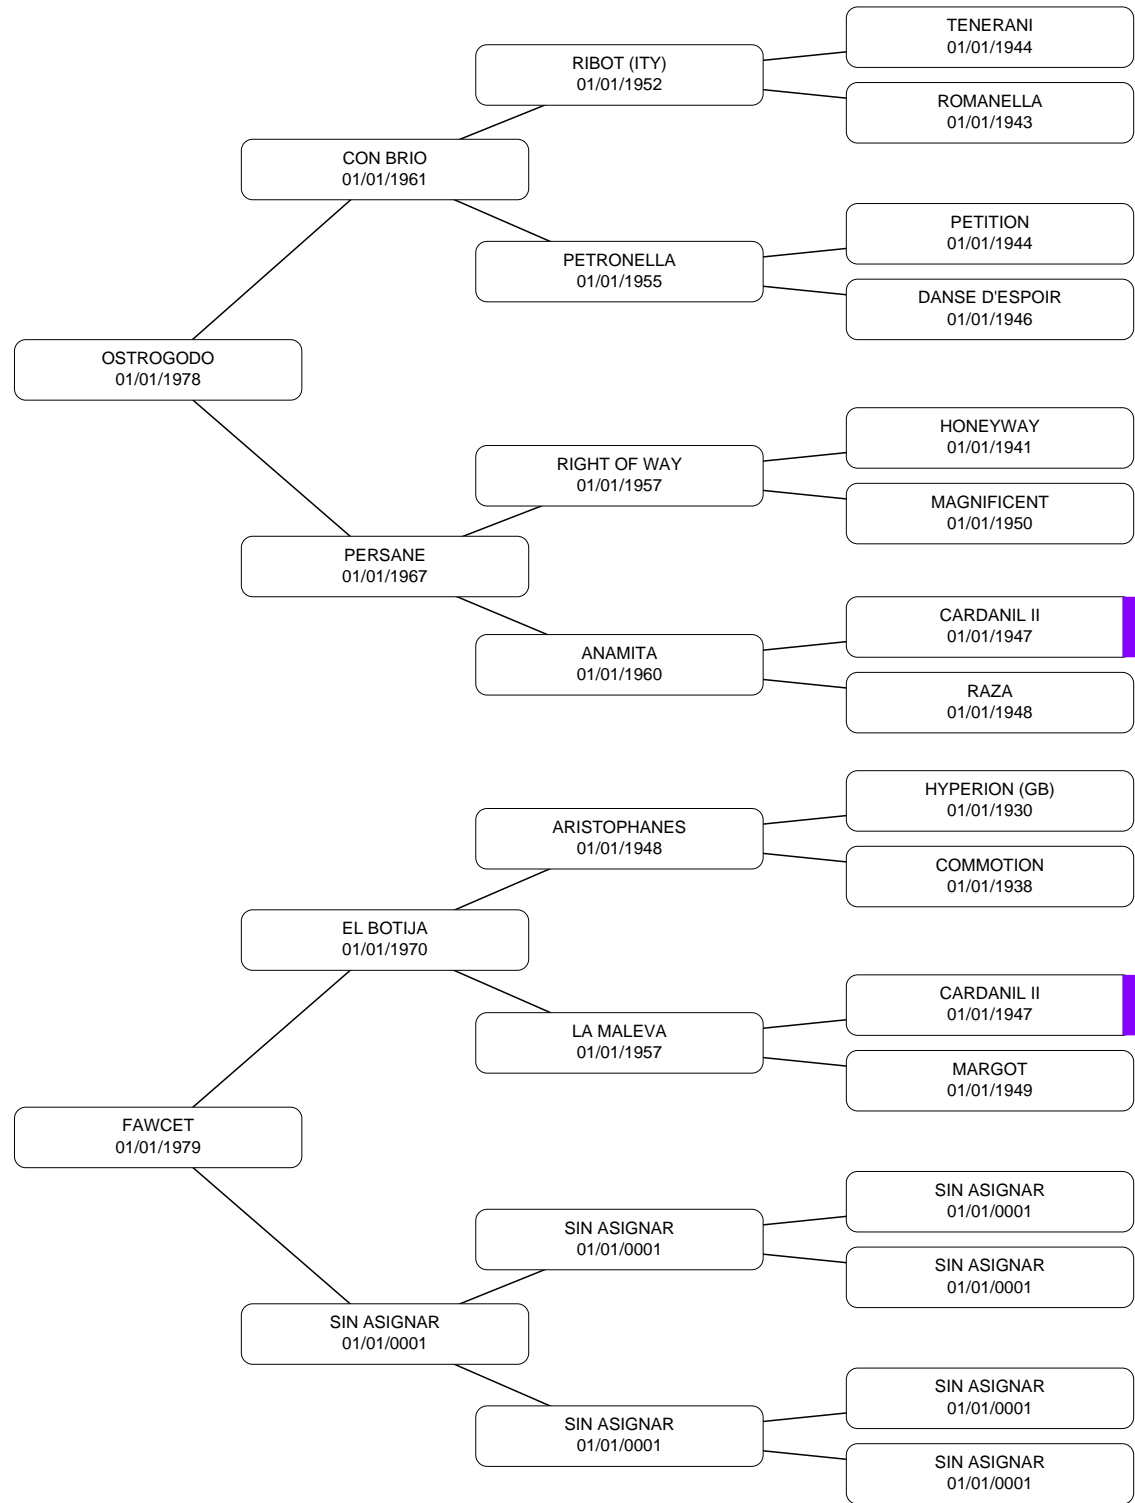 TENERANI
01/01/1944
RIBOT (ITY)
01/01/1952
ROMANELLA
01/01/1943
CON BRIO
01/01/1961
PETITION
01/01/1944
PETRONELLA
01/01/1955
DANSE D'ESPOIR
01/01/1946
OSTROGODO
01/01/1978
HONEYWAY
01/01/1941
RIGHT OF WAY
01/01/1957
MAGNIFICENT
01/01/1950
PERSANE
01/01/1967
CARDANIL II
01/01/1947
ANAMITA
01/01/1960
RAZA
01/01/1948
HYPERION (GB)
01/01/1930
ARISTOPHANES
01/01/1948
COMMOTION
01/01/1938
EL BOTIJA
01/01/1970
CARDANIL II
01/01/1947
LA MALEVA
01/01/1957
MARGOT
01/01/1949
FAWCET
01/01/1979
SIN ASIGNAR
01/01/0001
SIN ASIGNAR
01/01/0001
SIN ASIGNAR
01/01/0001
SIN ASIGNAR
01/01/0001
SIN ASIGNAR
01/01/0001
SIN ASIGNAR
01/01/0001
SIN ASIGNAR
01/01/0001